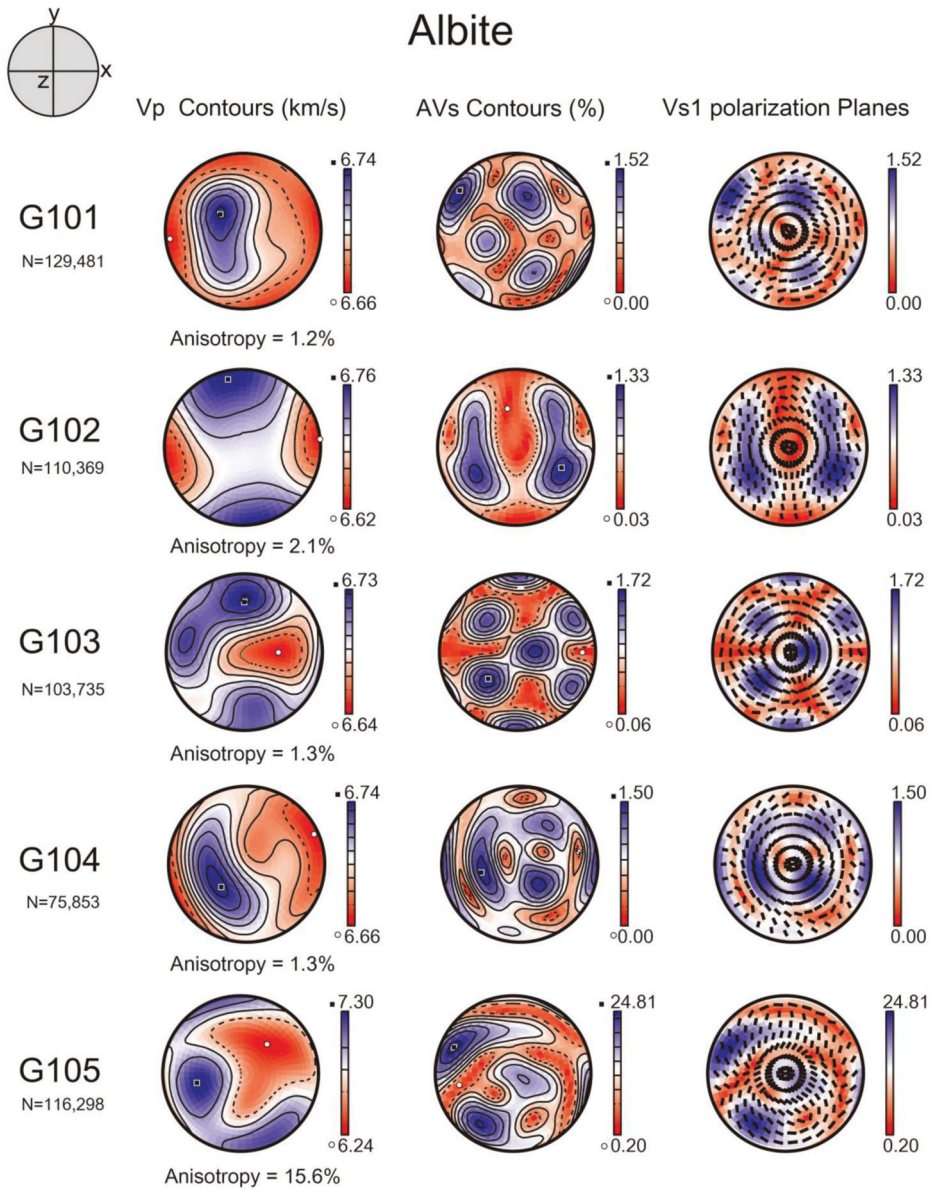 Albite
y
x
z
Vp Contours (km/s) AVs Contours (%) Vs1 polarization Planes
G101
N=129,481
6.74
6.66
Anisotropy = 1.2%
1.52
0.00
1.52
0.00
G102
N=110,369
6.76
6.62
Anisotropy = 2.1%
1.33
0.03
1.33
0.03
G103
N=103,735
6.73
6.64
Anisotropy = 1.3%
1.72
0.06
1.72
0.06
G104
N=75,853
6.74
6.66
Anisotropy = 1.3%
1.50
0.00
1.50
0.00
G105
N=116,298
7.30
6.24
Anisotropy = 15.6%
24.81
0.20
24.81
0.20